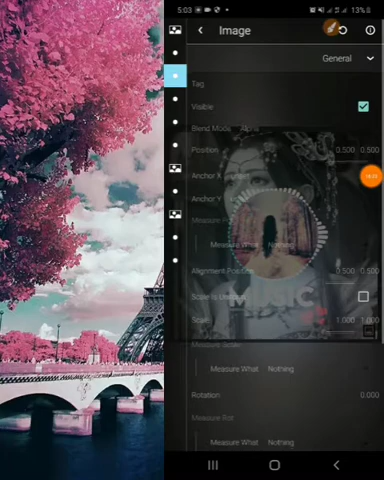 5:03
13%
Image
General
Tag
Visible
Blend Mode Alpha
Position 0.500 0.500
Anchor X
Anchor Y
Measure What Nothing
Alignment Position 0.500 0.500
Scale Is Uniform
MUSIC
Scale 1.000 1.000
Measure Scale
Measure What Nothing
Rotation 0.000
Measure Rot
Measure What Nothing